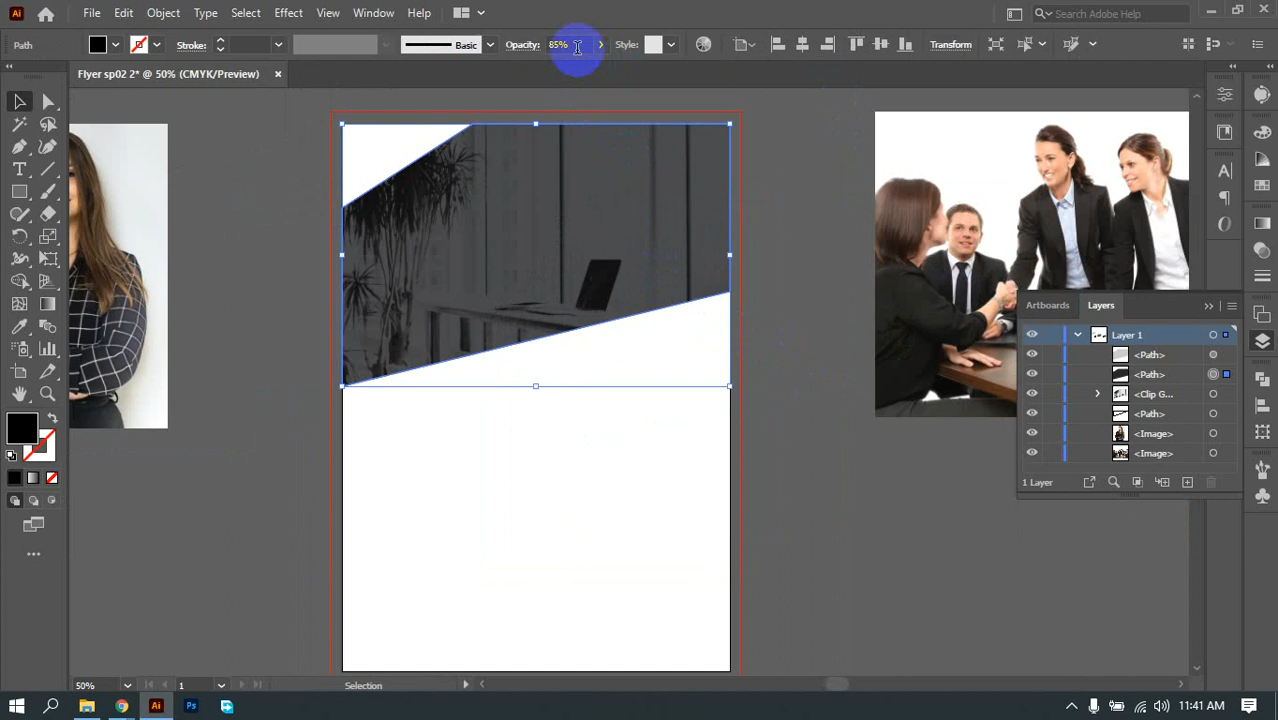 Ai
File Edit Object Type Select Effect View Window Help
Search Adobe Help
Path
Stroke:
Basic
Opacity: 85%
Style:
Transform
Flyer sp02 2* @ 50% (CMYK/Preview) ×
Artboards Layers
Layer 1
<Path>
<Path>
<Clip G...
<Path>
<Image>
<Image>
1 Layer
50%
1
Selection
Ai
Ps
11:41 AM